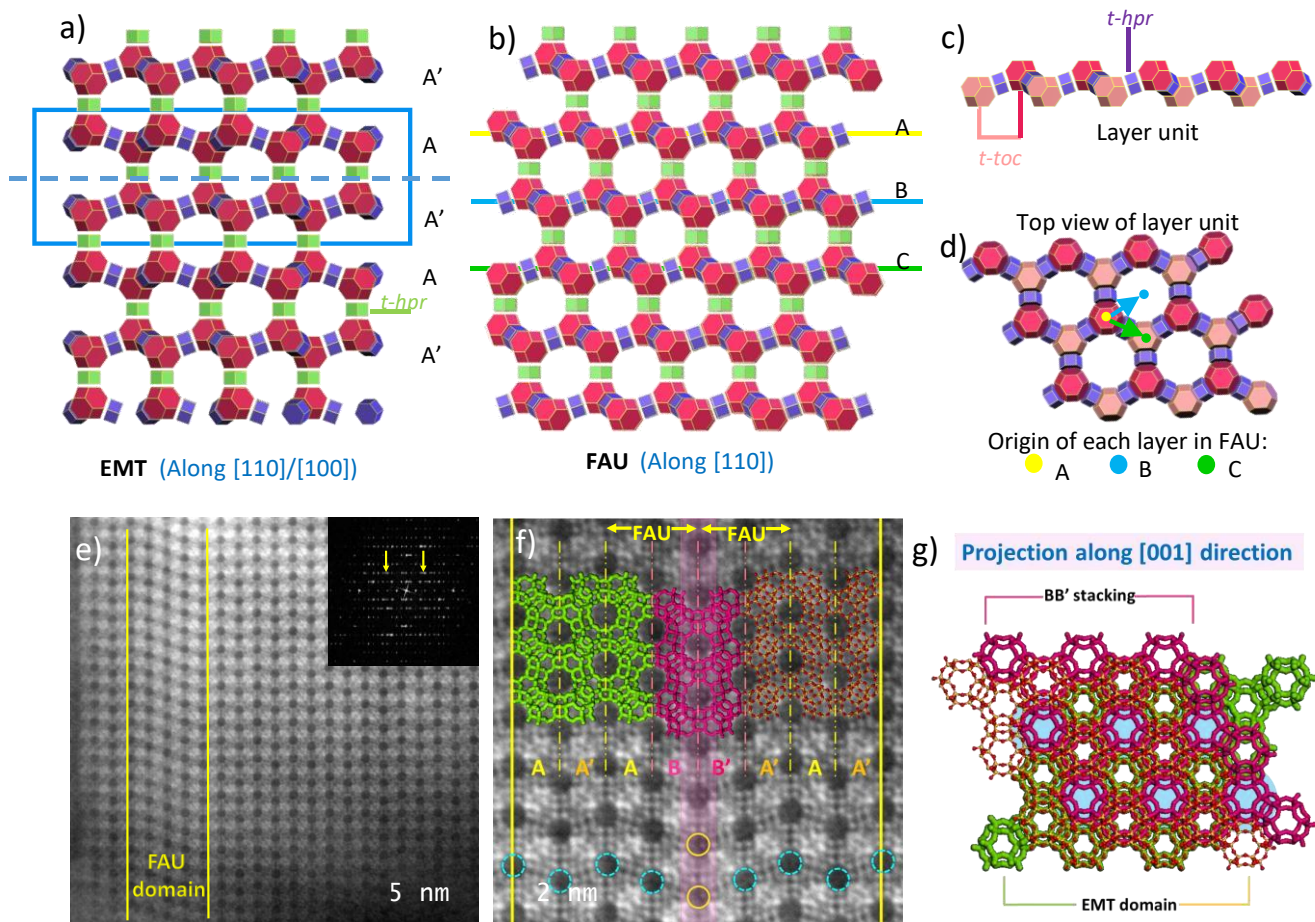 a)
A'
A
A'
A
t-hpr
A'
EMT (Along [110]/[100])
b)
A
B
C
FAU (Along [110])
c)
t-hpr
t-toc
Layer unit
Top view of layer unit
d)
Origin of each layer in FAU:
A B C
e)
FAU
domain
5 nm
f)
FAU FAU
A A' A B B' A' A A'
2 nm
g)
Projection along [001] direction
BB' stacking
EMT domain